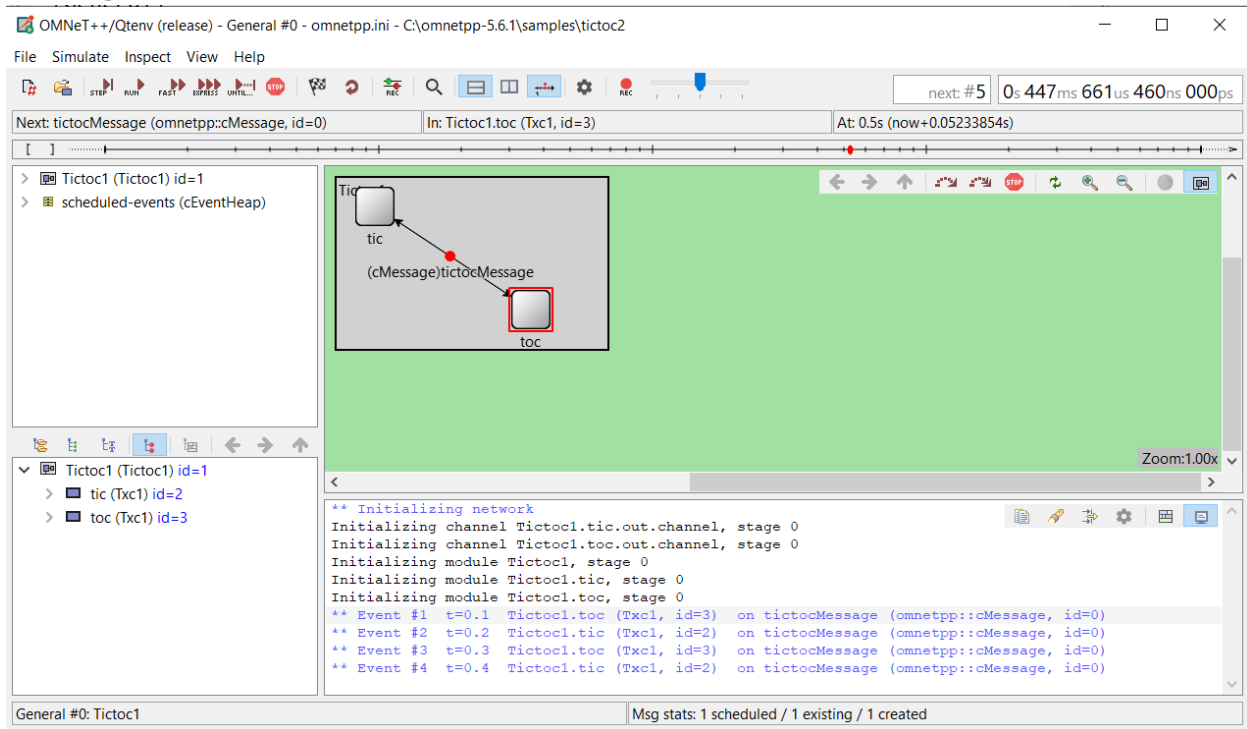 OMNeT++/Qtenv (release) - General #0 - omnetpp.ini - C:\omnetpp-5.6.1\samples\tictoc2
File Simulate Inspect View Help
STEP RUN FAST EXPRESS UNTIL... STOP REC REC next: #5 0s 447ms 661us 460ns 000ps
Next: tictocMessage (omnetpp::cMessage, id=0) In: Tictoc1.toc (Txc1, id=3) At: 0.5s (now+0.05233854s)
[ ]
Tictoc1 (Tictoc1) id=1
scheduled-events (cEventHeap)
STOP
tic
(cMessage)tictocMessage
toc
Zoom:1.00x
Tictoc1 (Tictoc1) id=1
tic (Txc1) id=2
toc (Txc1) id=3
** Initializing network
Initializing channel Tictoc1.tic.out.channel, stage 0
Initializing channel Tictoc1.toc.out.channel, stage 0
Initializing module Tictoc1, stage 0
Initializing module Tictoc1.tic, stage 0
Initializing module Tictoc1.toc, stage 0
** Event #1 t=0.1 Tictoc1.toc (Txc1, id=3) on tictocMessage (omnetpp::cMessage, id=0)
** Event #2 t=0.2 Tictoc1.tic (Txc1, id=2) on tictocMessage (omnetpp::cMessage, id=0)
** Event #3 t=0.3 Tictoc1.toc (Txc1, id=3) on tictocMessage (omnetpp::cMessage, id=0)
** Event #4 t=0.4 Tictoc1.tic (Txc1, id=2) on tictocMessage (omnetpp::cMessage, id=0)
General #0: Tictoc1 Msg stats: 1 scheduled / 1 existing / 1 created